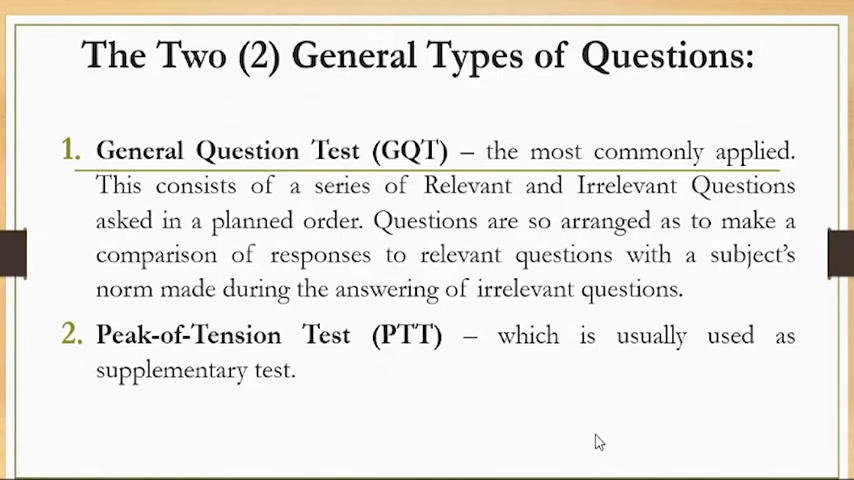 The Two (2) General Types of Questions:
1. General Question Test (GQT) – the most commonly applied.
This consists of a series of Relevant and Irrelevant Questions
asked in a planned order. Questions are so arranged as to make a
comparison of responses to relevant questions with a subject's
norm made during the answering of irrelevant questions.
2. Peak-of-Tension Test (PTT) – which is usually used as
supplementary test.